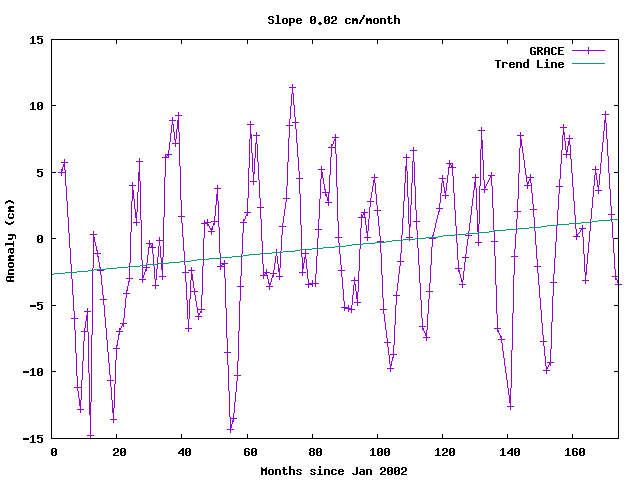 Slope 0.02 cm/month
15
GRACE
Trend Line
10
5
0
-5
-10
-15
Anomaly (cm)
0 20 40 60 80 100 120 140 160
Months since Jan 2002